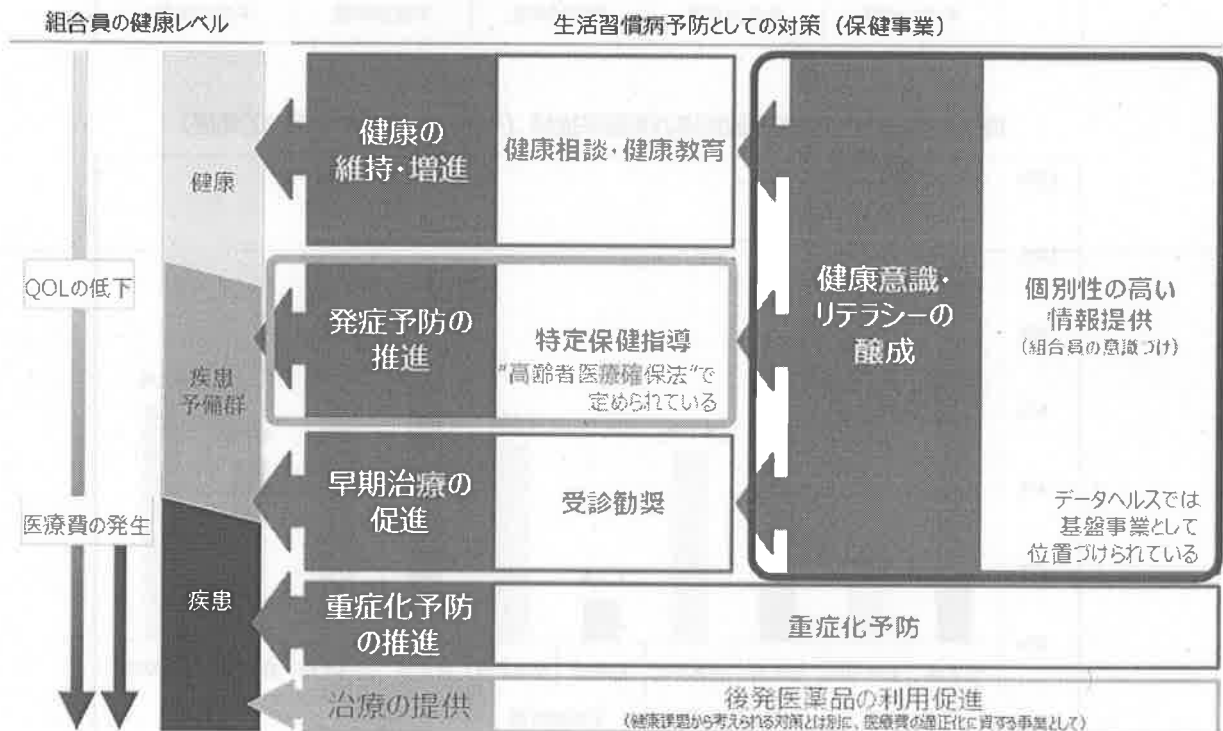 組合員の健康レベル
生活習慣病予防としての対策（保健事業）
健康
疾患
予備群
疾患
QOLの低下
医療費の発生
健康の
維持・増進
健康相談・健康教育
発症予防の
推進
特定保健指導
"高齢者医療確保法"で
定められている
早期治療の
促進
受診勧奨
健康意識・
リテラシーの
醸成
個別性の高い
情報提供
（組合員の意識づけ）
データヘルスでは
基盤事業として
位置づけられている
重症化予防
の推進
重症化予防
治療の提供
後発医薬品の利用促進
（健康課題から考えられる対策とは別に、医療費の適正化に資する事業として）